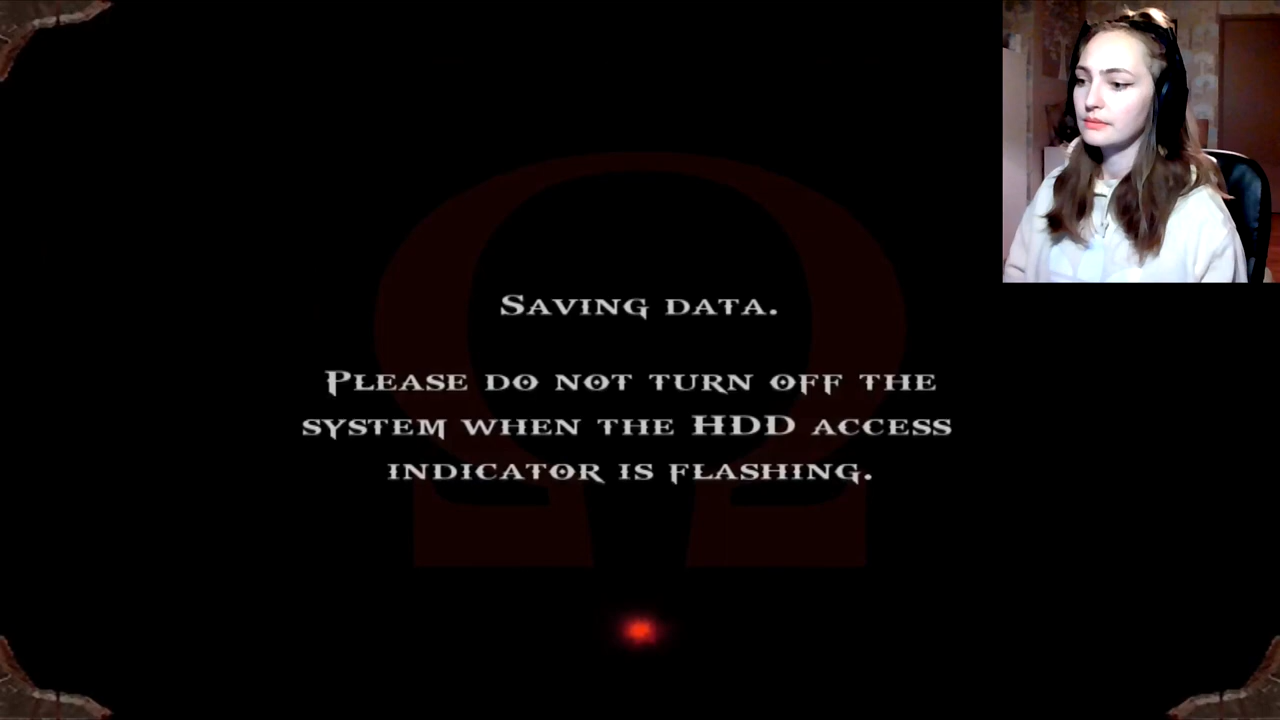 Saving data.
Please do not turn off the
system when the HDD access
indicator is flashing.